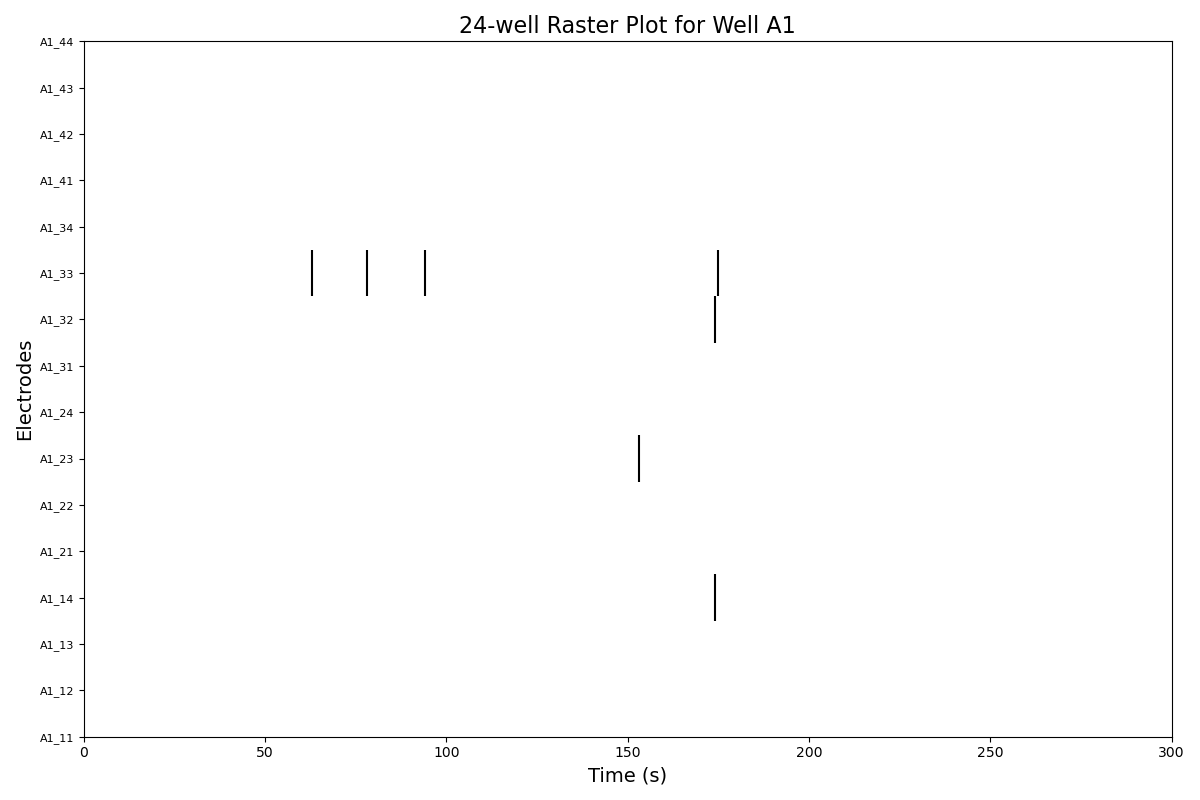 24-well Raster Plot for Well A1
A1_44
A1_43
A1_42
A1_41
A1_34
A1_33
A1_32
A1_31
A1_24
A1_23
A1_22
A1_21
A1_14
A1_13
A1_12
A1_11
Electrodes
0 50 100 150 200 250 300
Time (s)